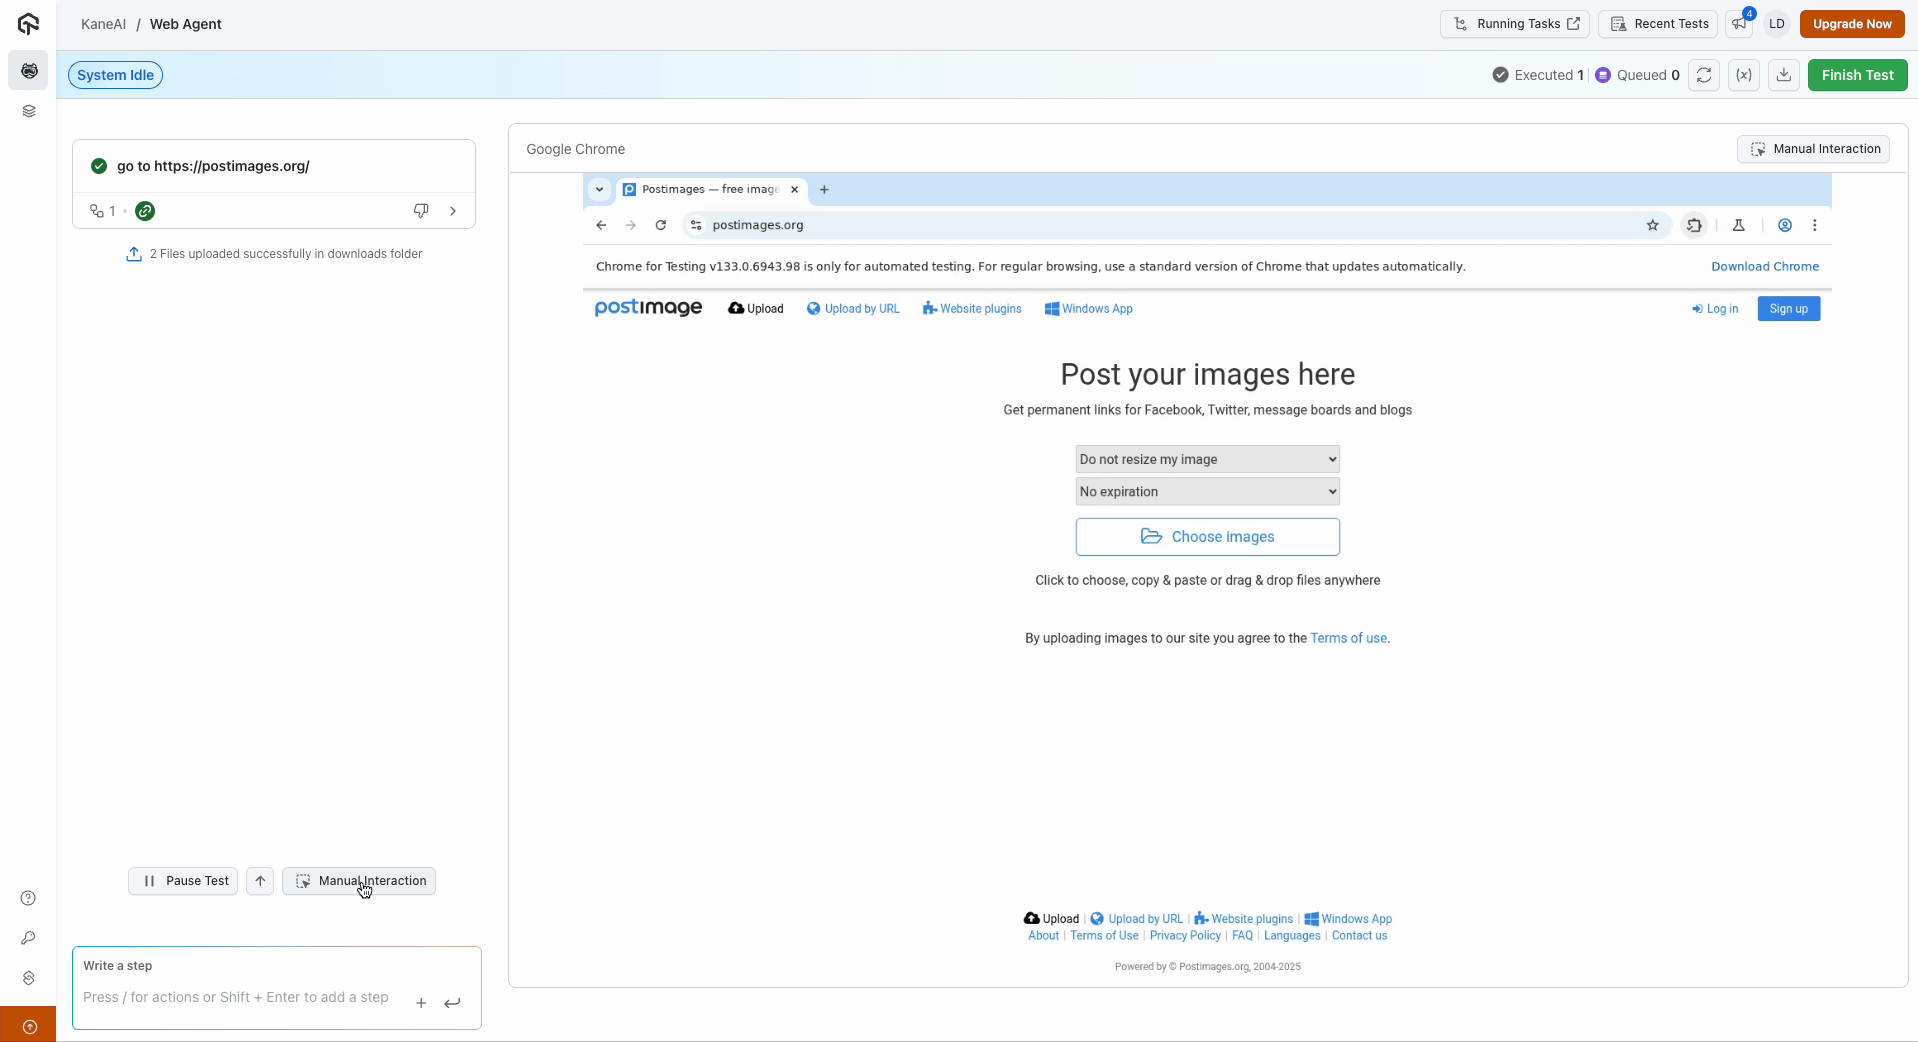 KaneAI / Web Agent
Running Tasks
Recent Tests
4
LD
Upgrade Now
System Idle
Executed 1
Queued 0
(x)
Finish Test
go to https://postimages.org/
1
2 Files uploaded successfully in downloads folder
Pause Test
Manual Interaction
Write a step
Press / for actions or Shift + Enter to add a step
Google Chrome
Manual Interaction
Postimages — free image
postimages.org
Chrome for Testing v133.0.6943.98 is only for automated testing. For regular browsing, use a standard version of Chrome that updates automatically.
Download Chrome
postimage
Upload
Upload by URL
Website plugins
Windows App
Log in
Sign up
Post your images here
Get permanent links for Facebook, Twitter, message boards and blogs
Do not resize my image
No expiration
Choose images
Click to choose, copy & paste or drag & drop files anywhere
By uploading images to our site you agree to the Terms of use.
Upload | Upload by URL | Website plugins | Windows App
About | Terms of Use | Privacy Policy | FAQ | Languages | Contact us
Powered by © Postimages.org, 2004-2025